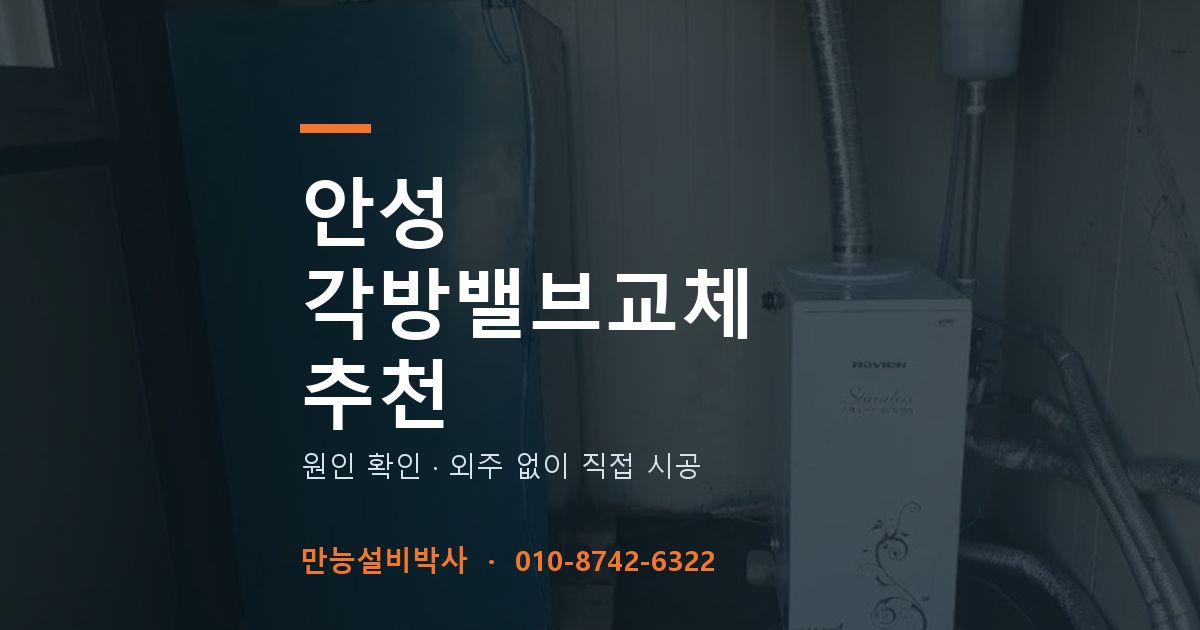 안성
각방밸브교체
추천
원인 확인 · 외주 없이 직접 시공
만능설비박사 · 010-8742-6322
NAVIEN
Stainless